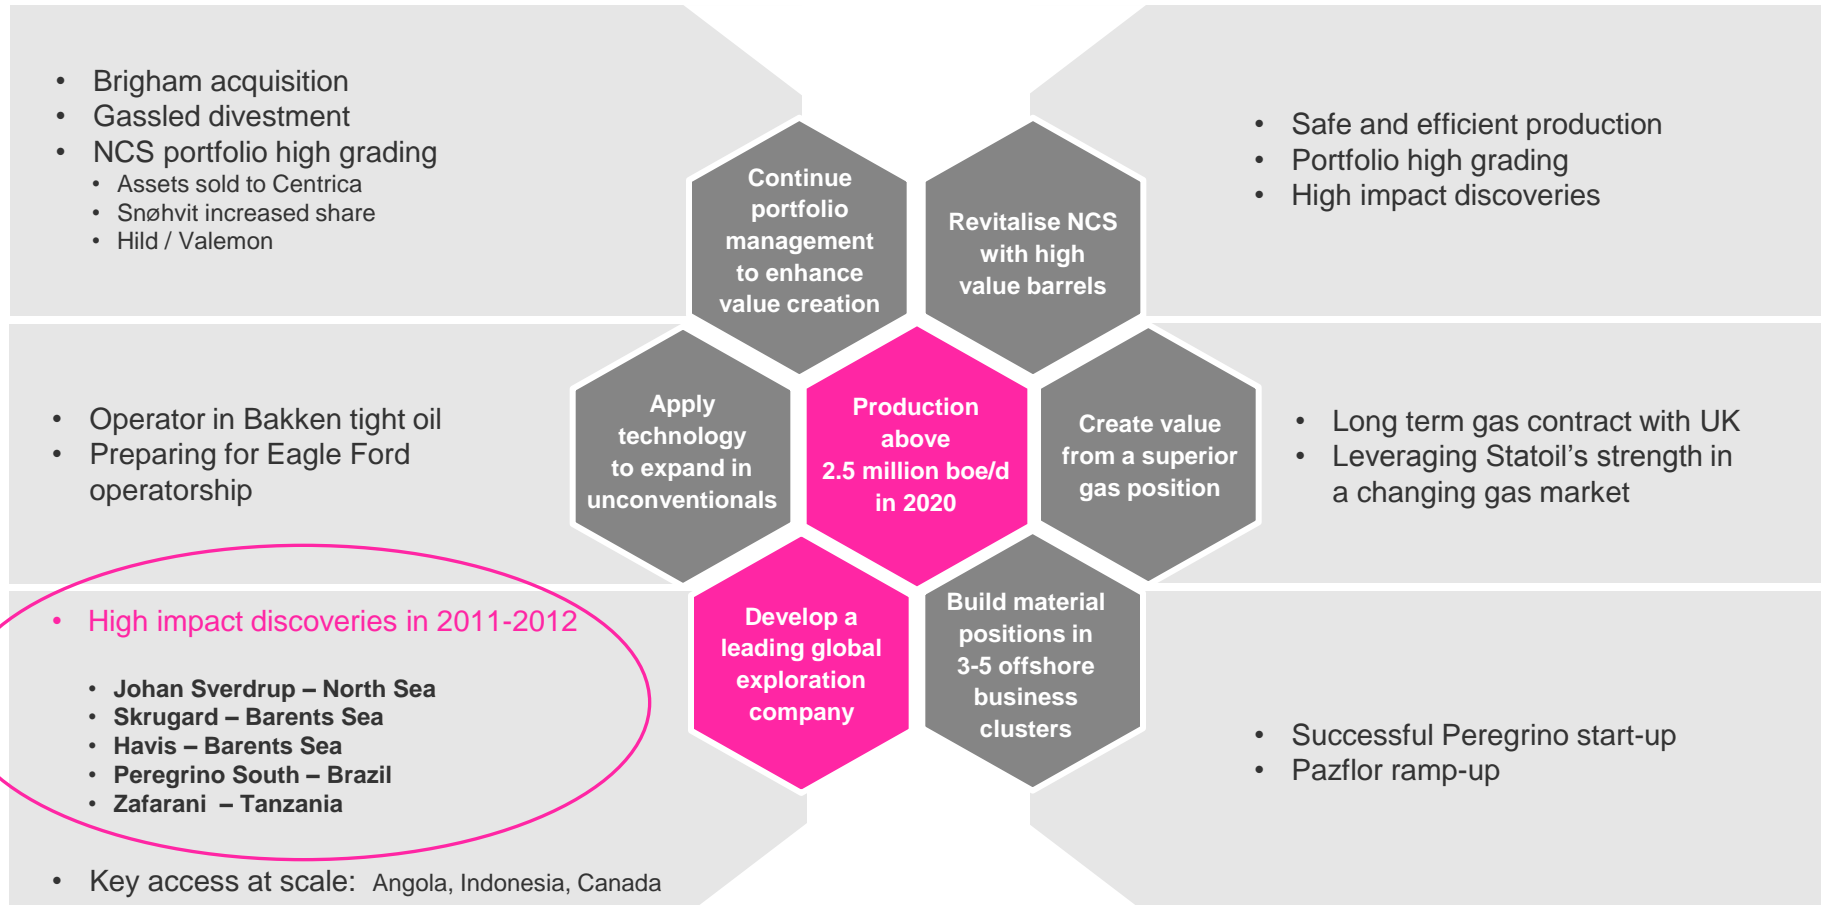 • Brigham acquisition
• Gassled divestment
• NCS portfolio high grading
• Assets sold to Centrica
• Snøhvit increased share
• Hild / Valemon
Continue
portfolio
management
to enhance
value creation
Revitalise NCS
with high
value barrels
• Safe and efficient production
• Portfolio high grading
• High impact discoveries
• Operator in Bakken tight oil
• Preparing for Eagle Ford
operatorship
Apply
technology
to expand in
unconventionals
Production
above
2.5 million boe/d
in 2020
Create value
from a superior
gas position
• Long term gas contract with UK
• Leveraging Statoil’s strength in
a changing gas market
• High impact discoveries in 2011-2012
• Johan Sverdrup – North Sea
• Skrugard – Barents Sea
• Havis – Barents Sea
• Peregrino South – Brazil
• Zafarani – Tanzania
• Key access at scale: Angola, Indonesia, Canada
Develop a
leading global
exploration
company
Build material
positions in
3-5 offshore
business
clusters
• Successful Peregrino start-up
• Pazflor ramp-up